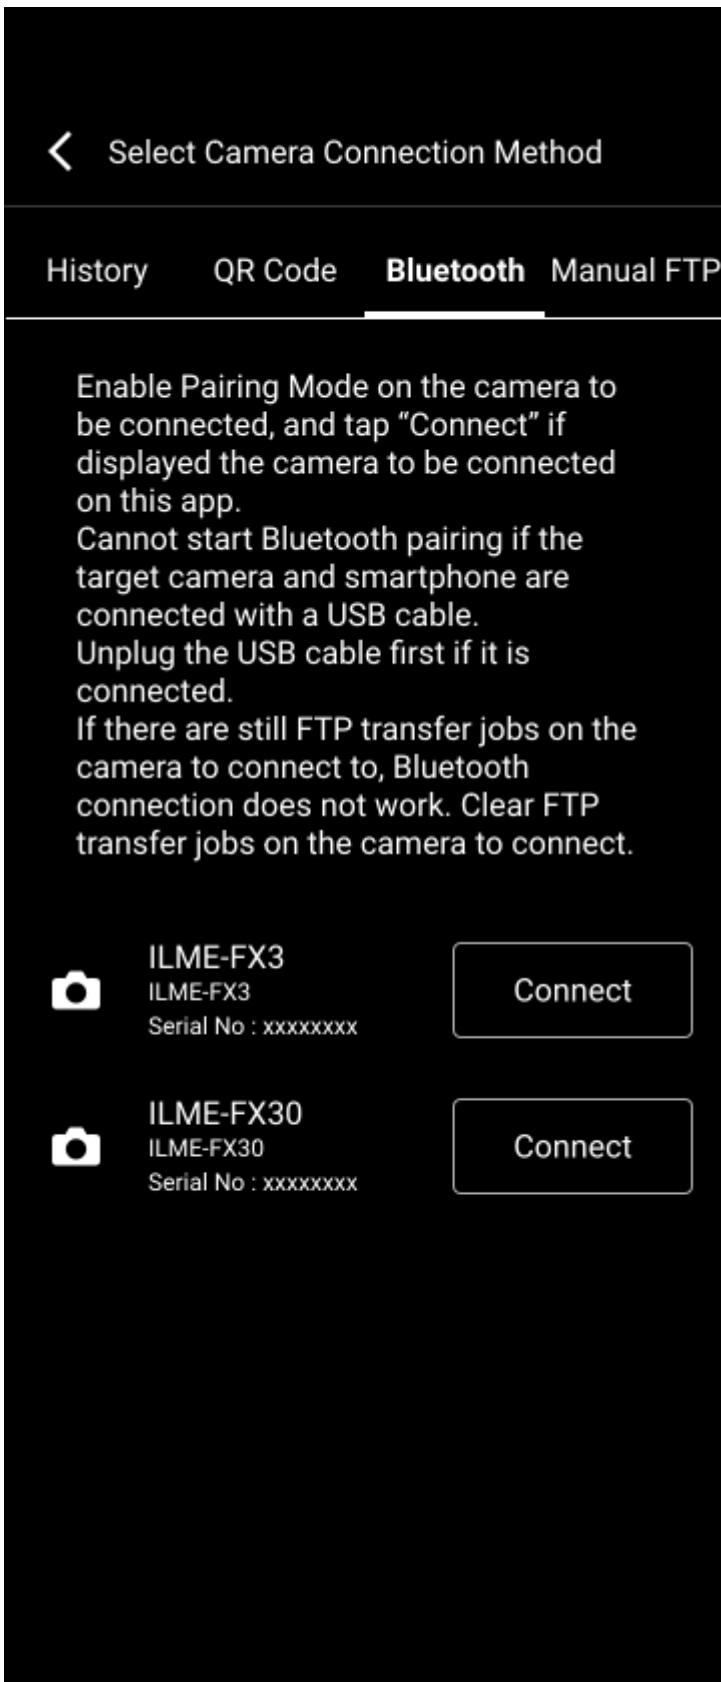 Select Camera Connection Method
History QR Code Bluetooth Manual FTP
Enable Pairing Mode on the camera to
be connected, and tap “Connect” if
displayed the camera to be connected
on this app.
Cannot start Bluetooth pairing if the
target camera and smartphone are
connected with a USB cable.
Unplug the USB cable first if it is
connected.
If there are still FTP transfer jobs on the
camera to connect to, Bluetooth
connection does not work. Clear FTP
transfer jobs on the camera to connect.
ILME-FX3
ILME-FX3
Serial No : xxxxxxxx
Connect
ILME-FX30
ILME-FX30
Serial No : xxxxxxxx
Connect